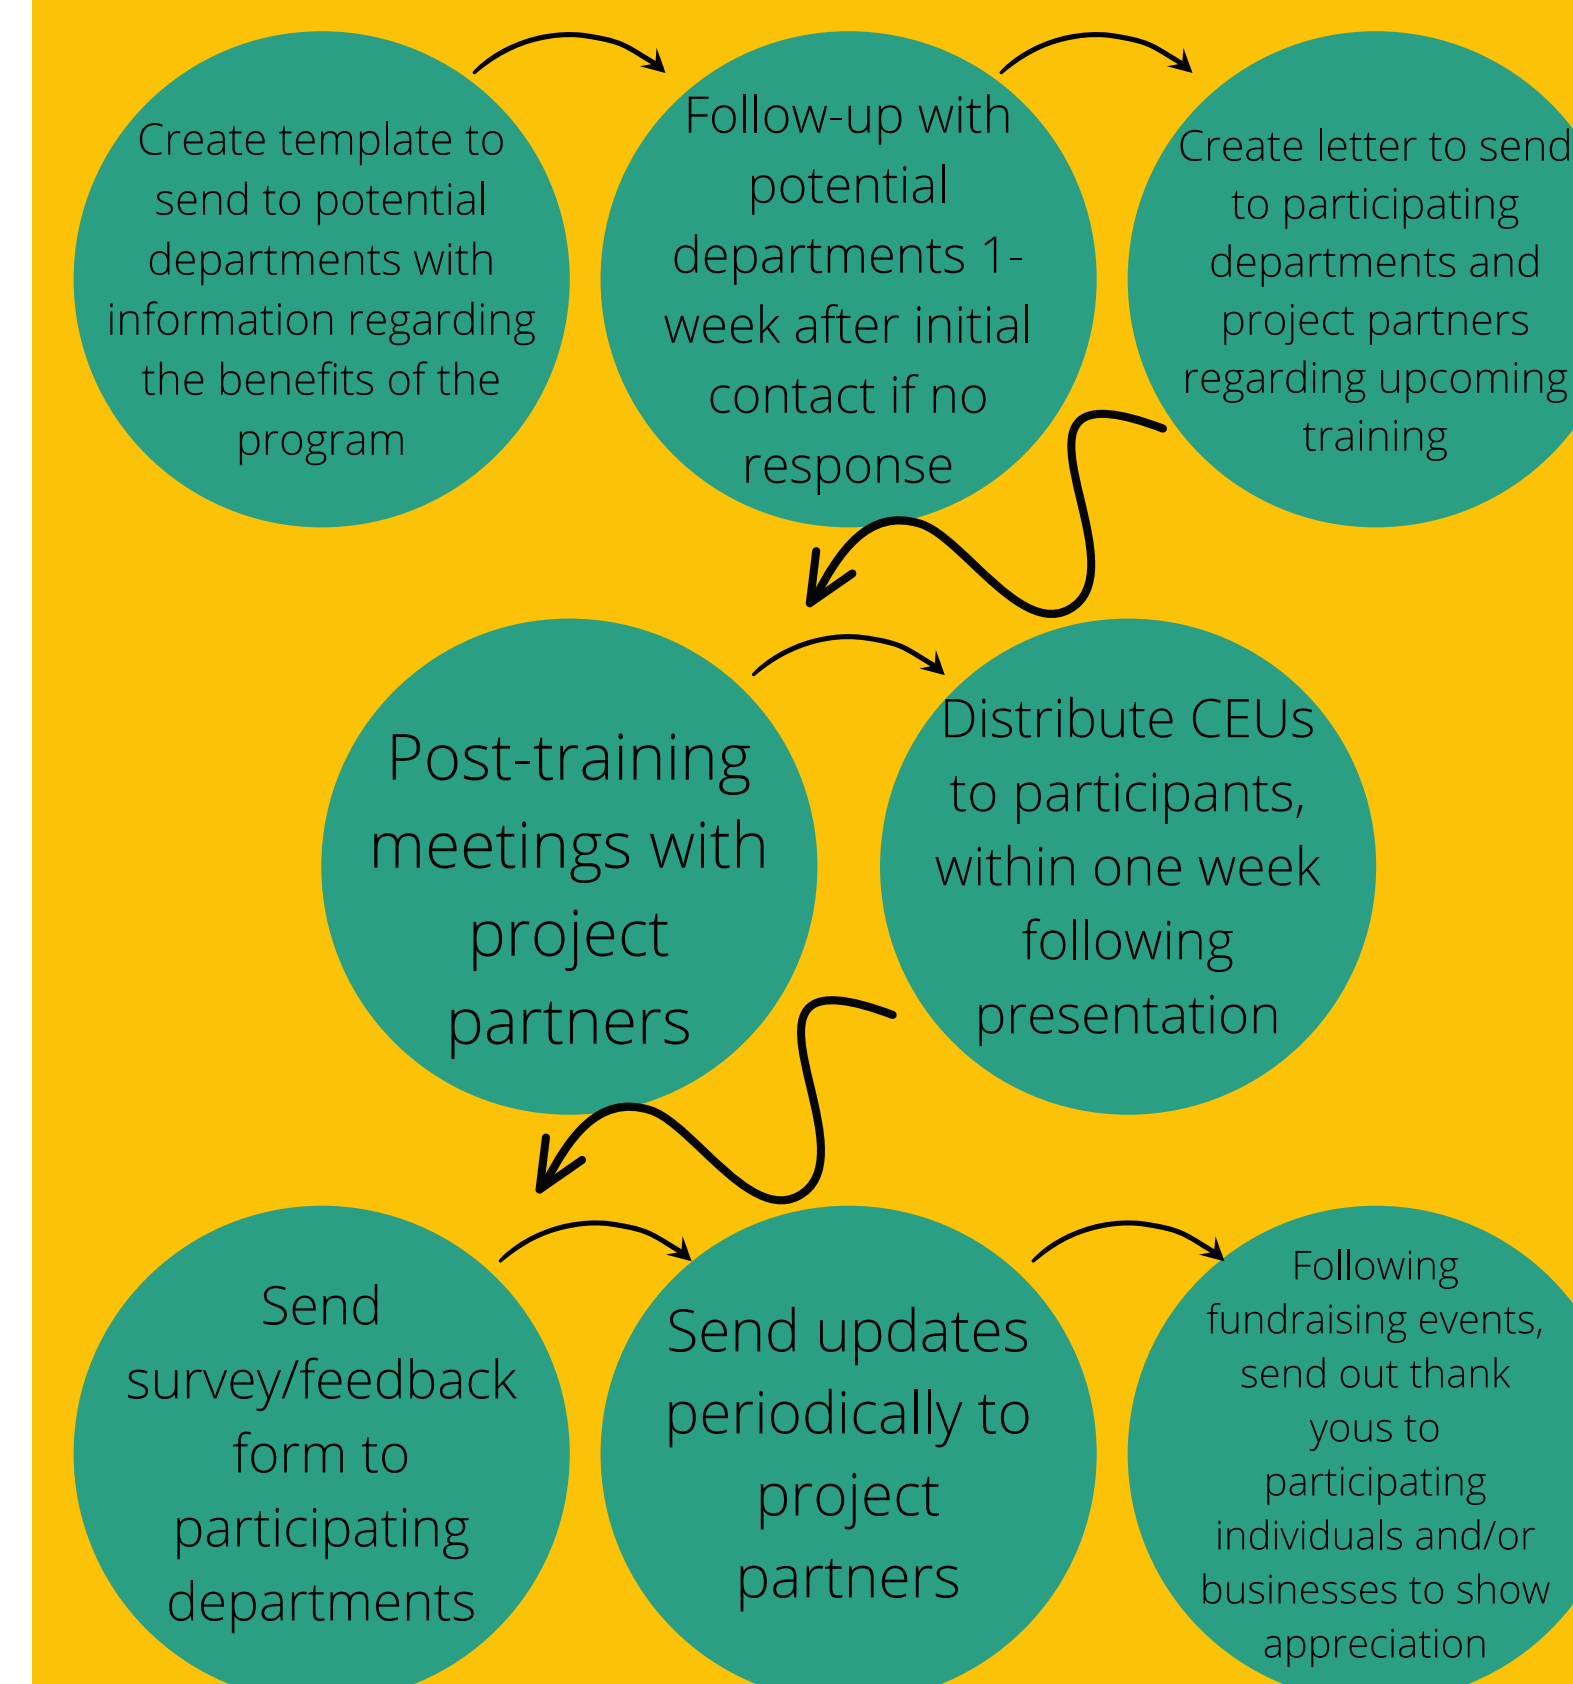 Create template to
send to potential
departments with
information regarding
the benefits of the
program
Follow-up with
potential
departments 1-
week after initial
contact if no
response
Create letter to send
to participating
departments and
project partners
regarding upcoming
training
Post-training
meetings with
project
partners
Distribute CEUs
to participants,
within one week
following
presentation
Send
survey/feedback
form to
participating
departments
Send updates
periodically to
project
partners
Following
fundraising events,
send out thank
yous to
participating
individuals and/or
businesses to show
appreciation